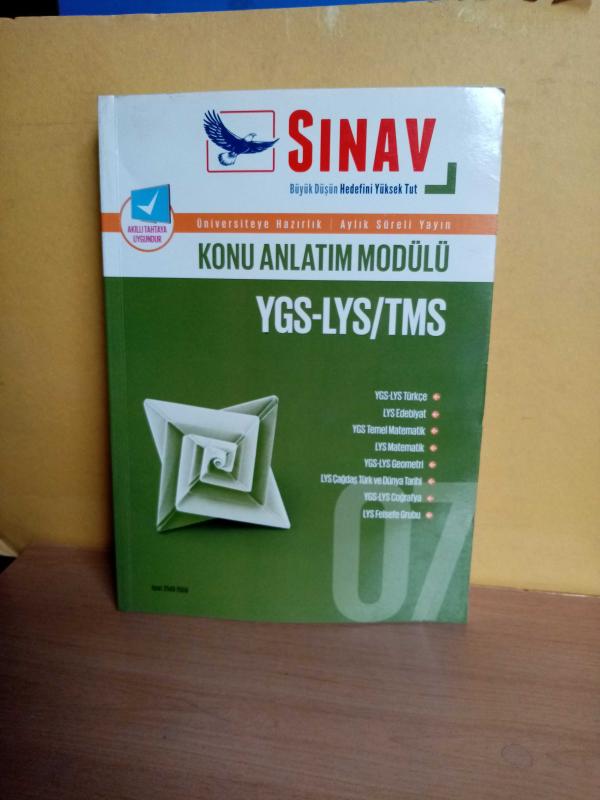 SINAV
Büyük Düşün Hedefini Yüksek Tut
AKILLI TAHTAYA
UYGUNDUR
Üniversiteye Hazırlık | Aylık Süreli Yayın
KONU ANLATIM MODÜLÜ
YGS-LYS/TMS
YGS-LYS Türkçe
LYS Edebiyat
YGS Temel Matematik
LYS Matematik
YGS-LYS Geometri
LYS Çağdaş Türk ve Dünya Tarihi
YGS-LYS Coğrafya
LYS Felsefe Grubu
07